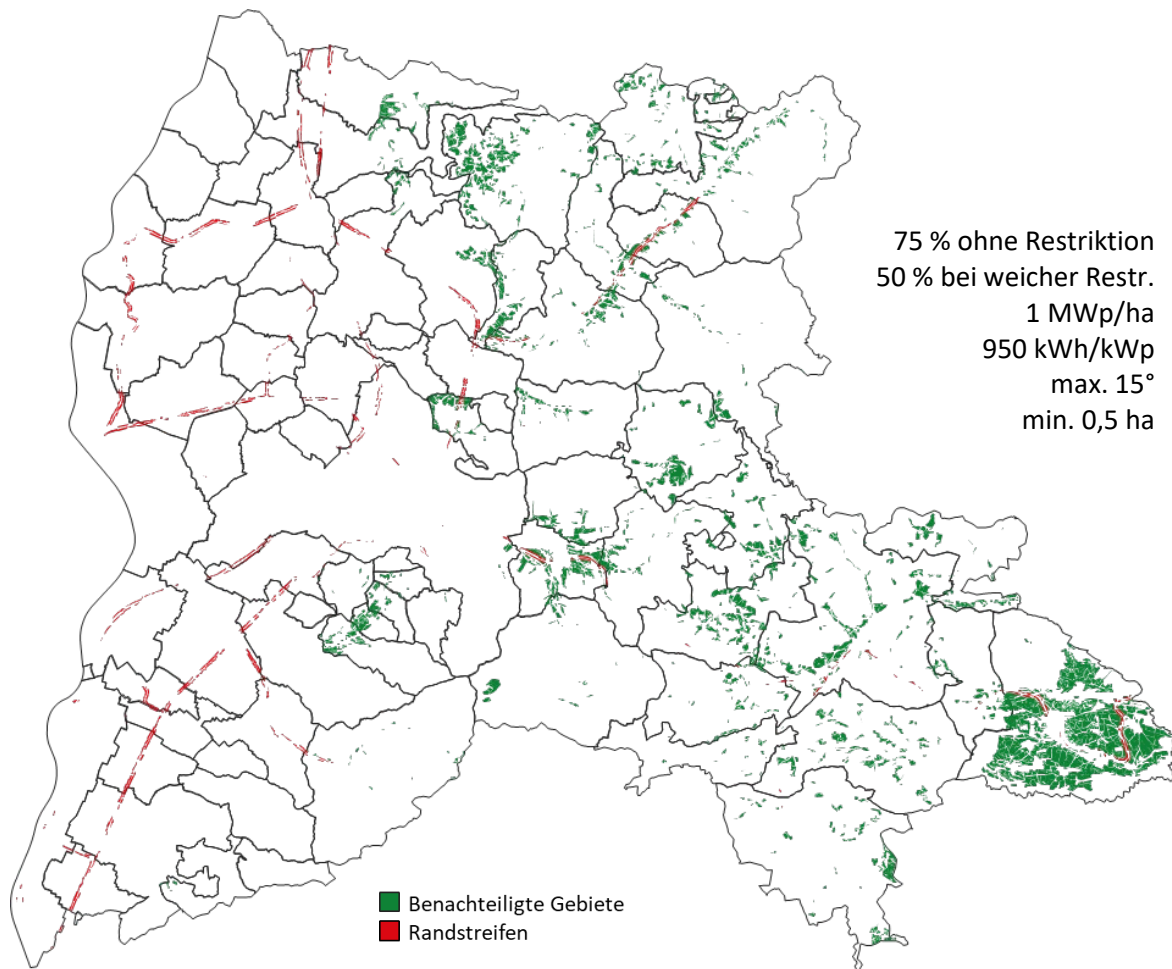 75 % ohne Restriktion
50 % bei weicher Restr.
1 MWp/ha
950 kWh/kWp
max. 15°
min. 0,5 ha
Benachteiligte Gebiete
Randstreifen